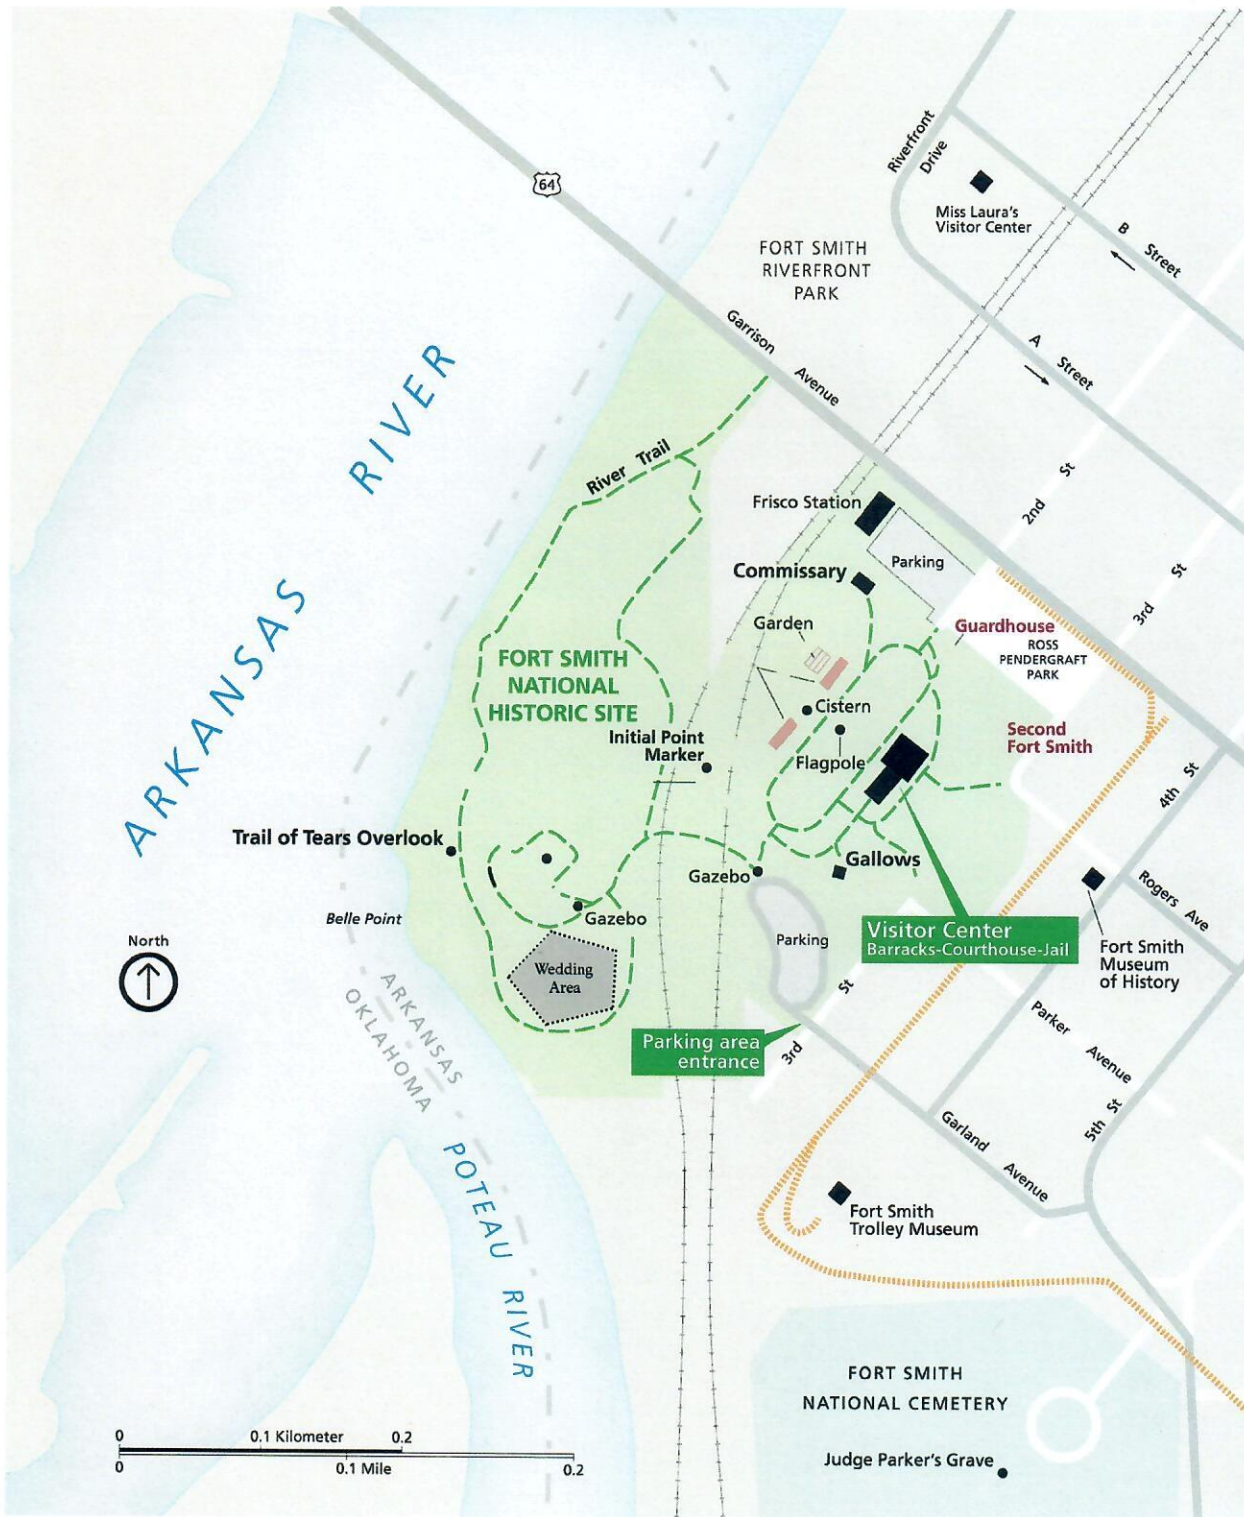 64
Riverfront
Drive
Miss Laura's
Visitor Center
B Street
FORT SMITH
RIVERFRONT
PARK
Garrison Avenue
A Street
ARKANSAS RIVER
River Trail
2nd St
Frisco Station
Parking
3rd St
Commissary
Garden
Guardhouse
ROSS
PENDERGRAFT
PARK
FORT SMITH
NATIONAL
HISTORIC SITE
Cistern
Initial Point
Marker
Flagpole
Second
Fort Smith
4th St
Trail of Tears Overlook
Gazebo
Gallows
Rogers Ave
Belle Point
Gazebo
Visitor Center
Barracks-Courthouse-Jail
North
Parking
Fort Smith
Museum
of History
Wedding
Area
ARKANSAS
OKLAHOMA
3rd St
Parker Avenue
Parking area
entrance
5th St
Garland Avenue
POTEAU RIVER
Fort Smith
Trolley Museum
FORT SMITH
NATIONAL CEMETERY
Judge Parker's Grave
0 0.1 Kilometer 0.2
0 0.1 Mile 0.2